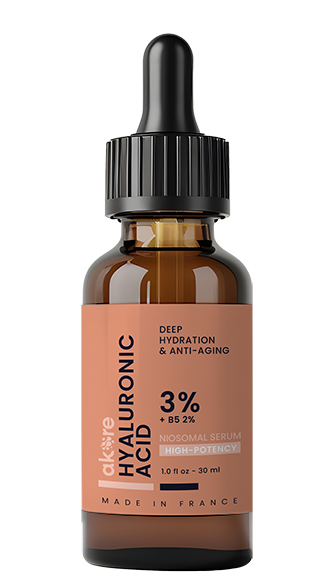 akore
HYALURONIC
ACID
DEEP
HYDRATION
& ANTI-AGING
3%
+ B5 2%
NIOSOMAL SERUM
HIGH-POTENCY
1.0 fl oz - 30 ml
MADE IN FRANCE